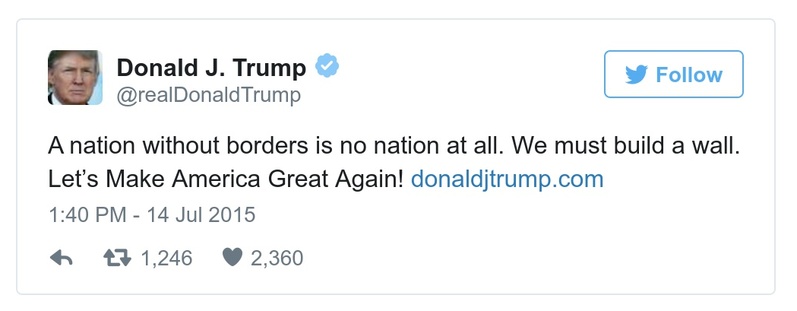 Donald J. Trump
Follow
@realDonaldTrump
A nation without borders is no nation at all. We must build a wall.
Let’s Make America Great Again! donaldjtrump.com
1:40 PM - 14 Jul 2015
1,246 2,360